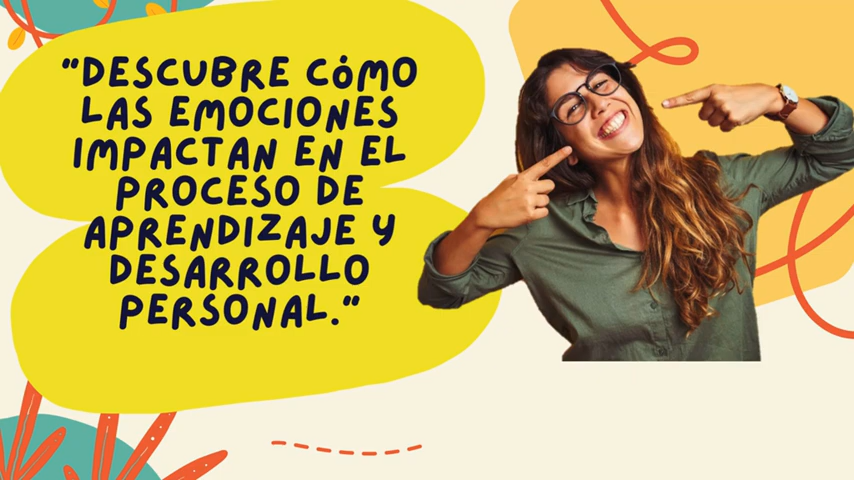 "DESCUBRE CÓMO
LAS EMOCIONES
IMPACTAN EN EL
PROCESO DE
APRENDIZAJE Y
DESARROLLO
PERSONAL."